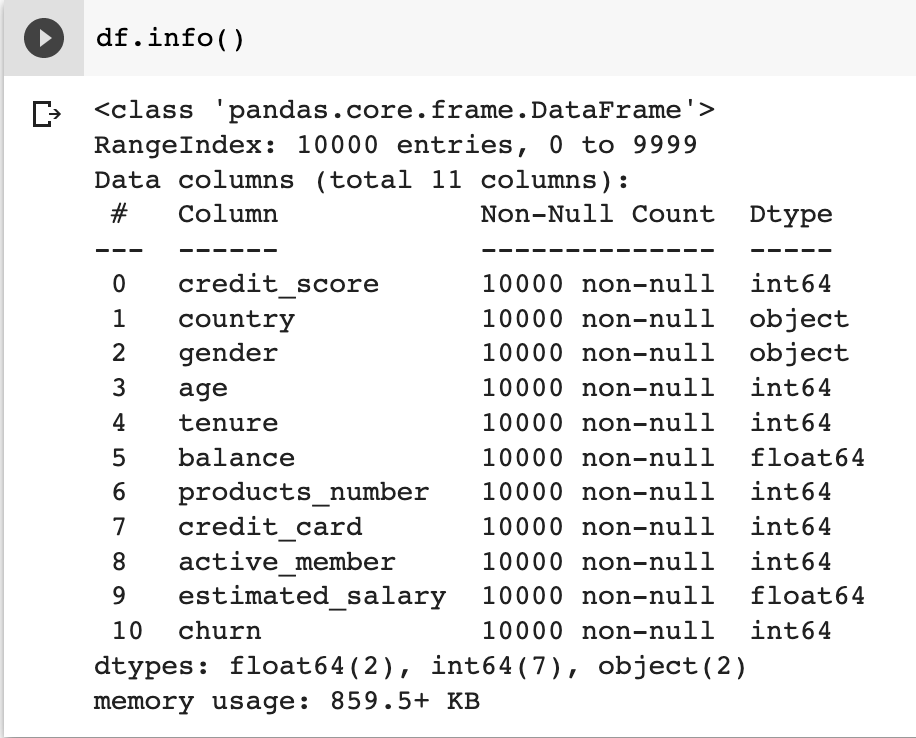 df.info()
<class 'pandas.core.frame.DataFrame'>
RangeIndex: 10000 entries, 0 to 9999
Data columns (total 11 columns):
 #   Column            Non-Null Count  Dtype
---  ------            --------------  -----
 0   credit_score      10000 non-null  int64
 1   country           10000 non-null  object
 2   gender            10000 non-null  object
 3   age               10000 non-null  int64
 4   tenure            10000 non-null  int64
 5   balance           10000 non-null  float64
 6   products_number   10000 non-null  int64
 7   credit_card       10000 non-null  int64
 8   active_member     10000 non-null  int64
 9   estimated_salary  10000 non-null  float64
 10  churn             10000 non-null  int64
dtypes: float64(2), int64(7), object(2)
memory usage: 859.5+ KB